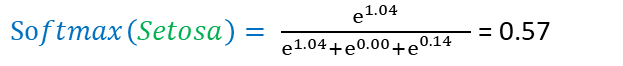 Softmax(Setosa) = e^1.04 / (e^1.04+e^0.00+e^0.14) = 0.57